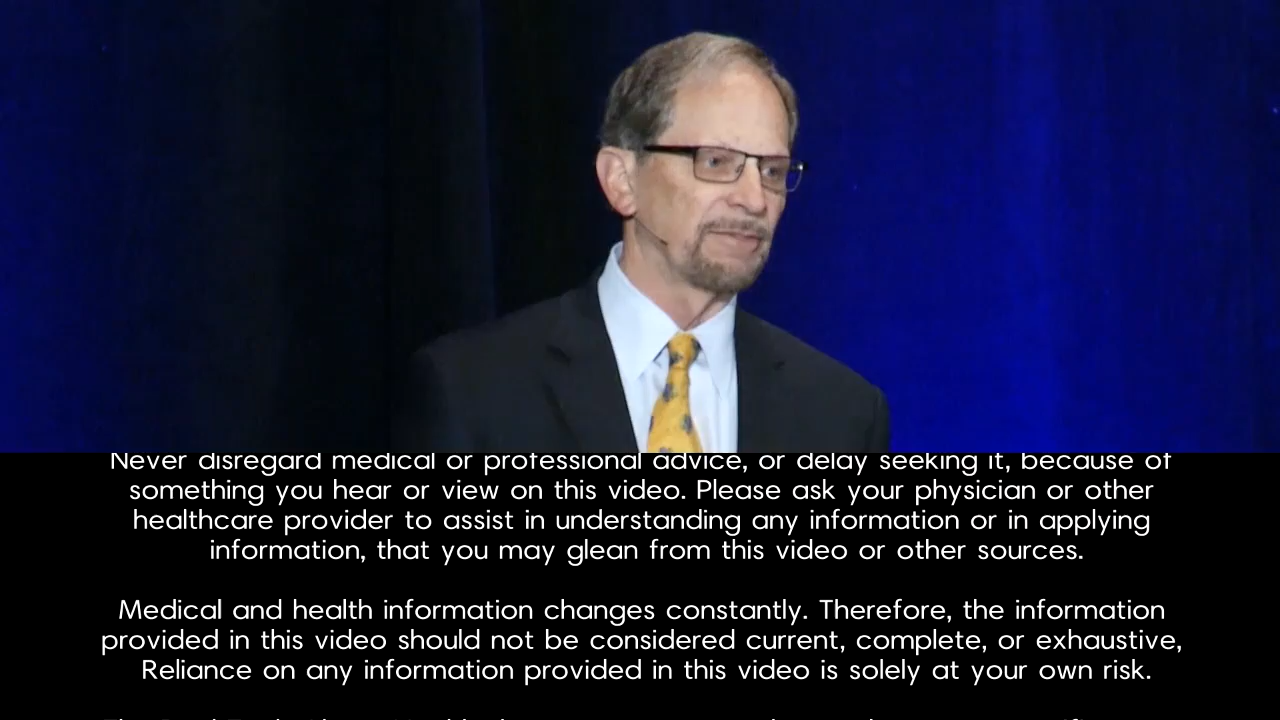 Never disregard medical or professional advice, or delay seeking it, because of
something you hear or view on this video. Please ask your physician or other
healthcare provider to assist in understanding any information or in applying
information, that you may glean from this video or other sources.
Medical and health information changes constantly. Therefore, the information
provided in this video should not be considered current, complete, or exhaustive,
Reliance on any information provided in this video is solely at your own risk.